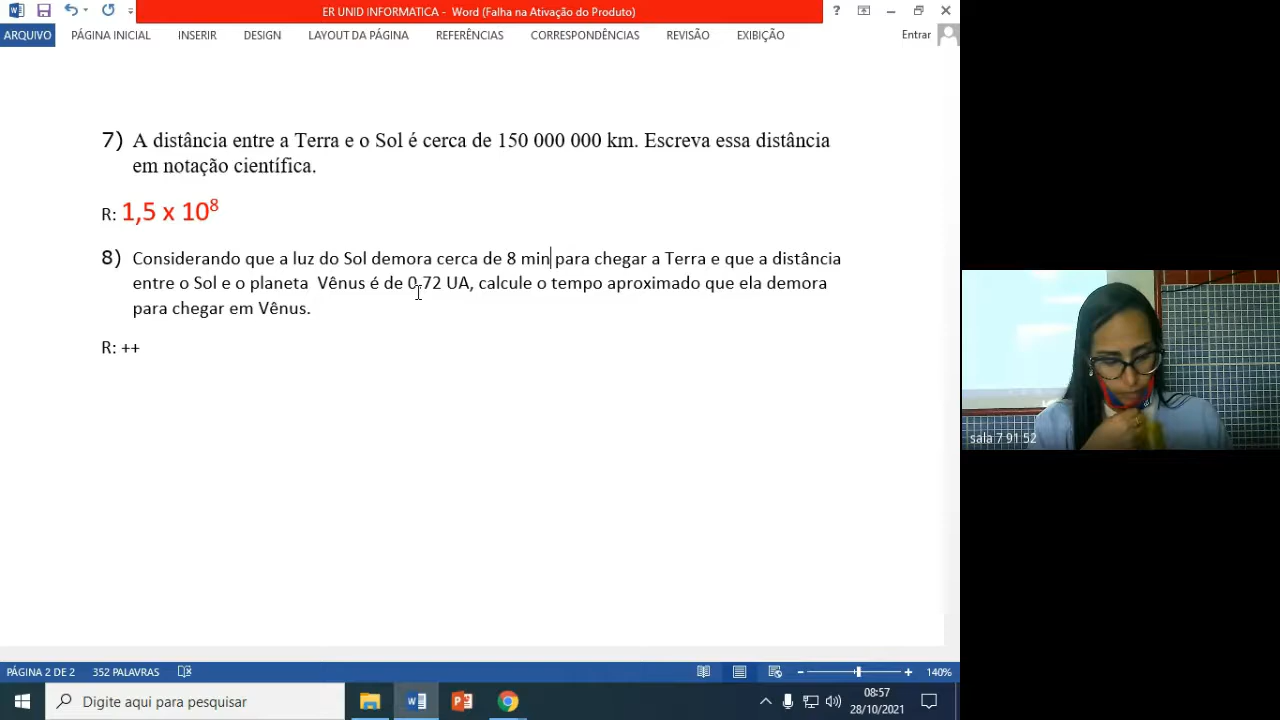 ER UNID INFORMATICA - Word (Falha na Ativação do Produto)
?
ARQUIVO PÁGINA INICIAL INSERIR DESIGN LAYOUT DA PÁGINA REFERÊNCIAS CORRESPONDÊNCIAS REVISÃO EXIBIÇÃO Entrar
7) A distância entre a Terra e o Sol é cerca de 150 000 000 km. Escreva essa distância
em notação científica.
R: 1,5 x 10⁸
8) Considerando que a luz do Sol demora cerca de 8 min para chegar a Terra e que a distância
entre o Sol e o planeta Vênus é de 0,72 UA, calcule o tempo aproximado que ela demora
para chegar em Vênus.
R: ++
sala 7 91 52
PÁGINA 2 DE 2 352 PALAVRAS 140%
Digite aqui para pesquisar
08:57
28/10/2021